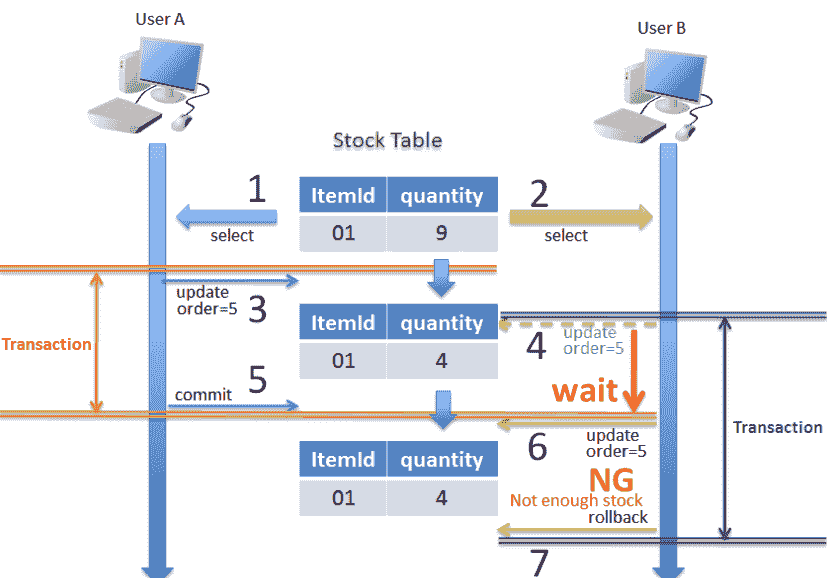 User A
User B
Stock Table
1
ItemId quantity
01 9
2
select
select
update
order=5
3
ItemId quantity
01 4
4
update
order=5
Transaction
wait
commit
5
6
update
order=5
Transaction
ItemId quantity
01 4
NG
Not enough stock
rollback
7